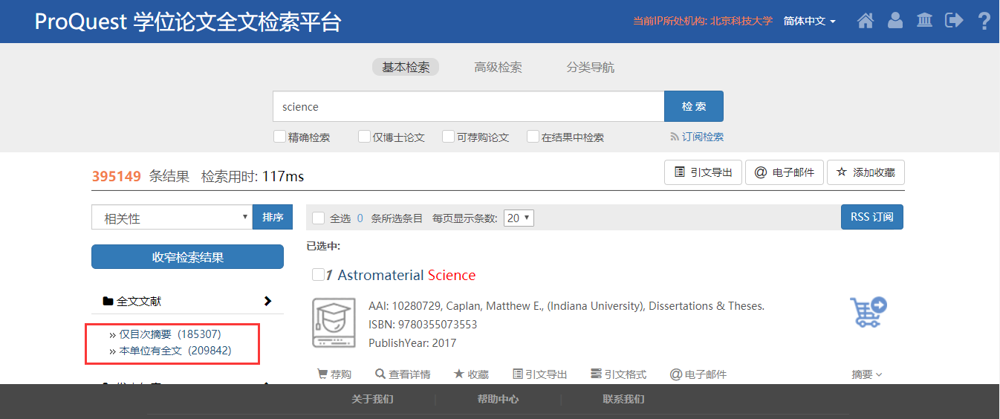 ProQuest 学位论文全文检索平台
当前IP所处机构: 北京科技大学 简体中文
基本检索 高级检索 分类导航
science 检 索
精确检索 仅博士论文 可荐购论文 在结果中检索 订阅检索
395149 条结果 检索用时: 117ms
引文导出 @ 电子邮件 添加收藏
相关性 排序
全选 0 条所选条目 每页显示条数: 20
RSS 订阅
已选中:
收窄检索结果
1 Astromaterial Science
全文文献
AAI: 10280729, Caplan, Matthew E., (Indiana University), Dissertations & Theses.
ISBN: 9780355073553
PublishYear: 2017
» 仅目次摘要 (185307)
» 本单位有全文 (209842)
荐购 查看详情 收藏 引文导出 引文格式 @ 电子邮件 摘要
关于我们 | 帮助中心 | 联系我们